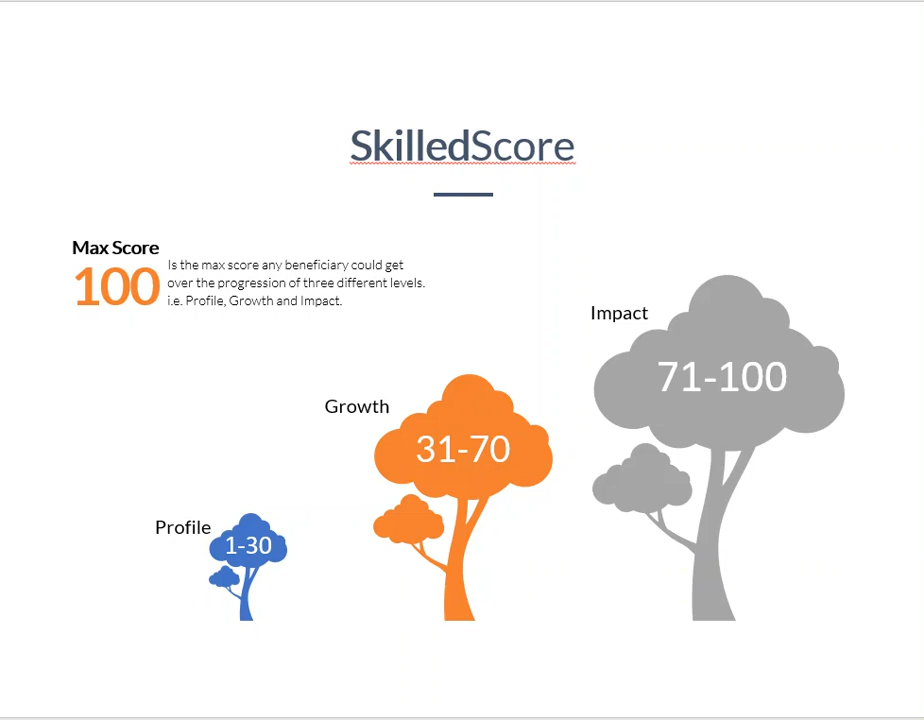 SkilledScore
Max Score
100
Is the max score any beneficiary could get
over the progression of three different levels.
i.e. Profile, Growth and Impact.
Impact
71-100
Growth
31-70
Profile
1-30